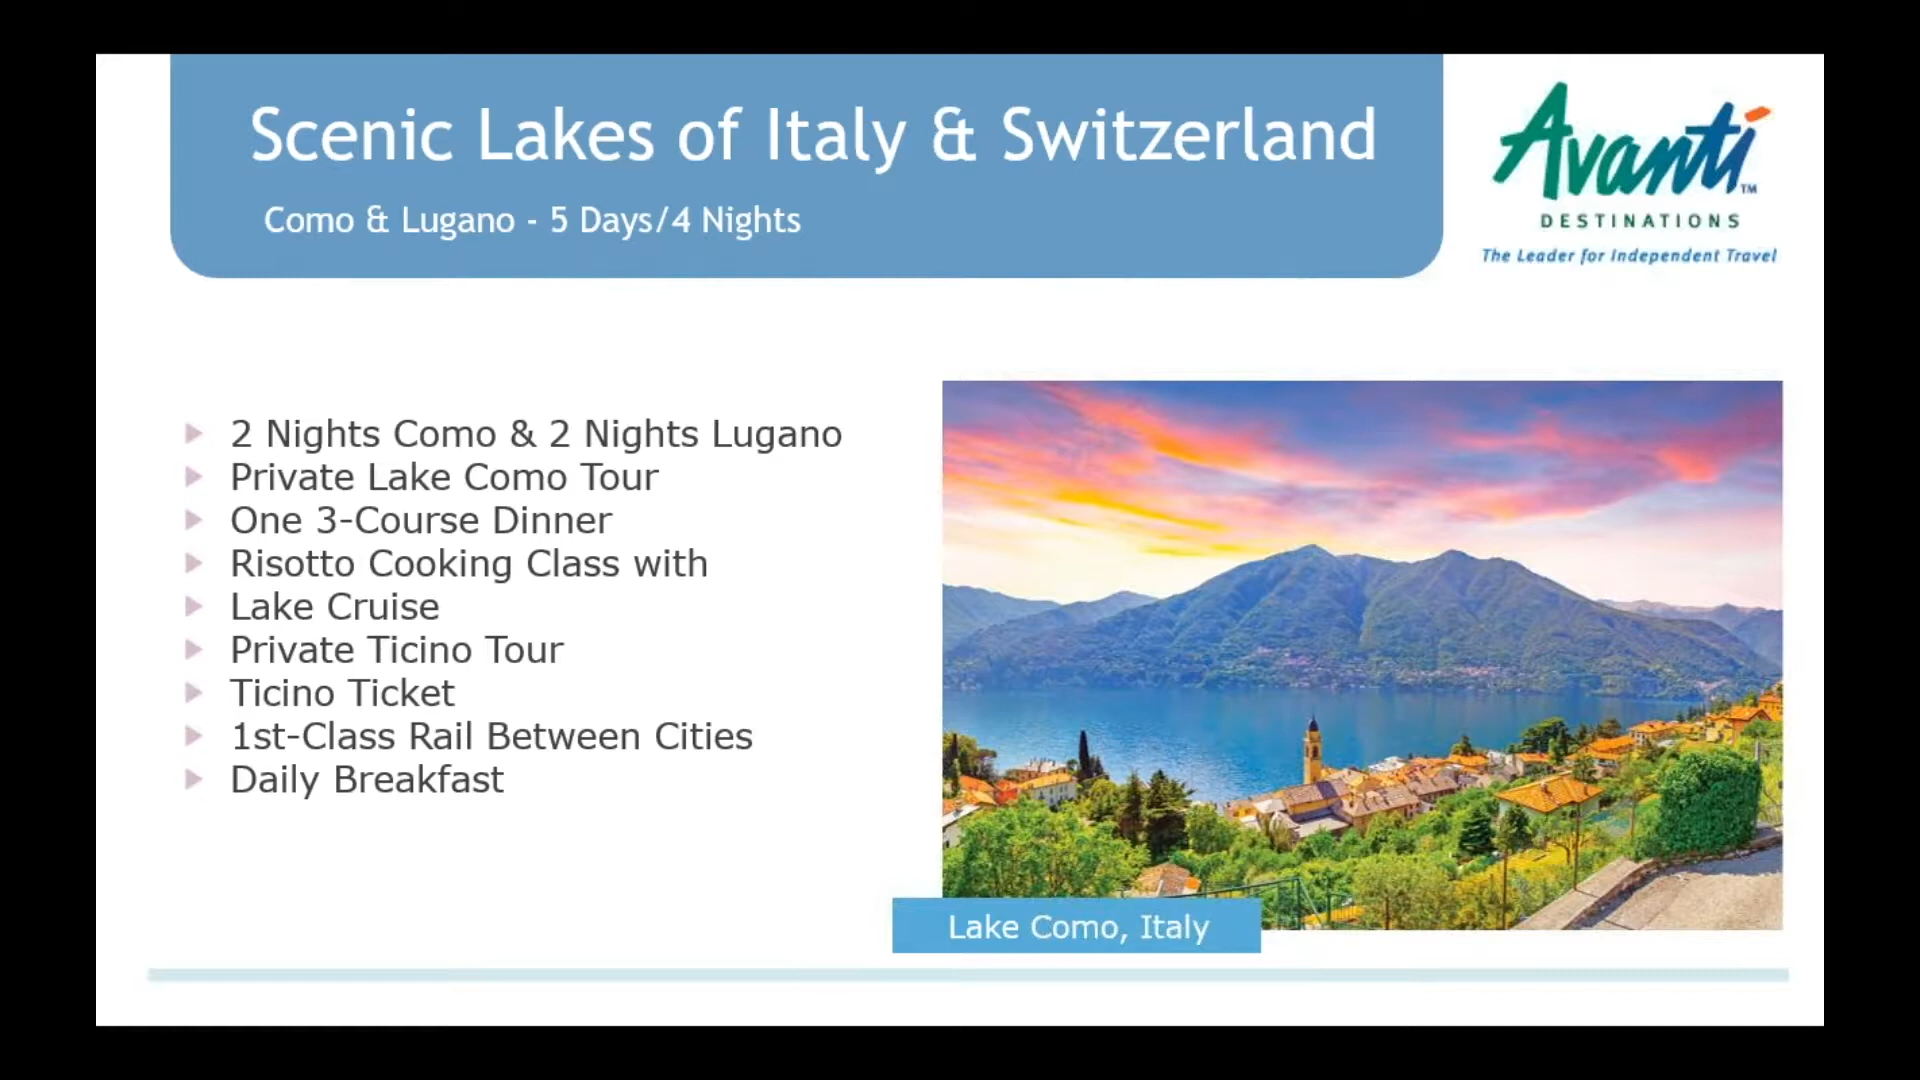 Scenic Lakes of Italy & Switzerland
Como & Lugano - 5 Days/4 Nights
Avanti™
DESTINATIONS
The Leader for Independent Travel
2 Nights Como & 2 Nights Lugano
Private Lake Como Tour
One 3-Course Dinner
Risotto Cooking Class with
Lake Cruise
Private Ticino Tour
Ticino Ticket
1st-Class Rail Between Cities
Daily Breakfast
Lake Como, Italy